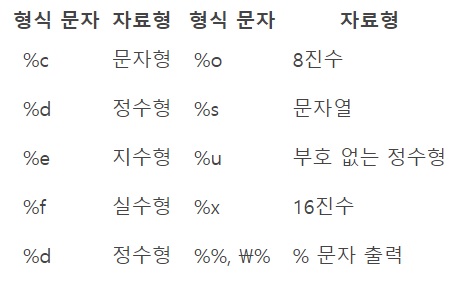 형식 문자 자료형 형식 문자 자료형
%c 문자형 %o 8진수
%d 정수형 %s 문자열
%e 지수형 %u 부호 없는 정수형
%f 실수형 %x 16진수
%d 정수형 %%, ₩% % 문자 출력